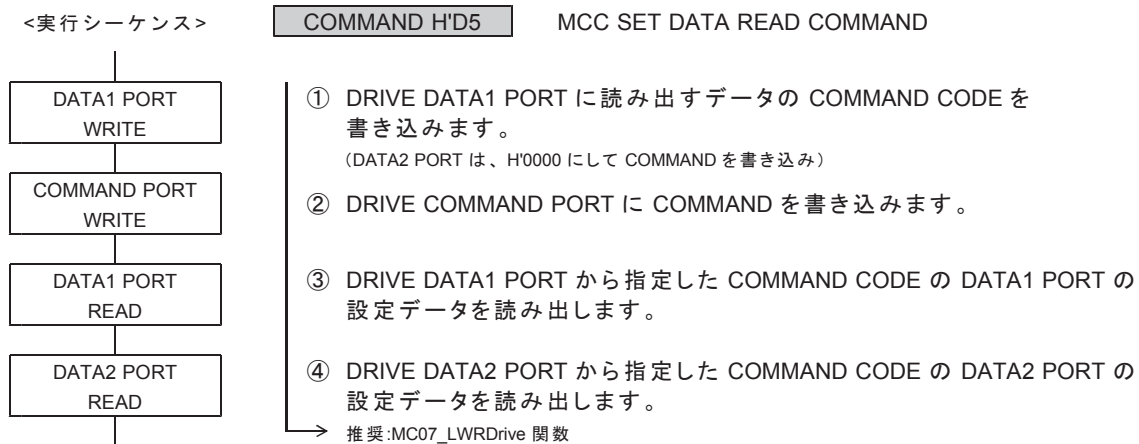 <実行シーケンス>
COMMAND H'D5
MCC SET DATA READ COMMAND
DATA1 PORT
WRITE
① DRIVE DATA1 PORT に読み出すデータの COMMAND CODE を
書き込みます。
(DATA2 PORT は、H'0000 にして COMMAND を書き込み)
COMMAND PORT
WRITE
② DRIVE COMMAND PORT に COMMAND を書き込みます。
DATA1 PORT
READ
③ DRIVE DATA1 PORT から指定した COMMAND CODE の DATA1 PORT の
設定データを読み出します。
DATA2 PORT
READ
④ DRIVE DATA2 PORT から指定した COMMAND CODE の DATA2 PORT の
設定データを読み出します。
推奨:MC07_LWRDrive 関数